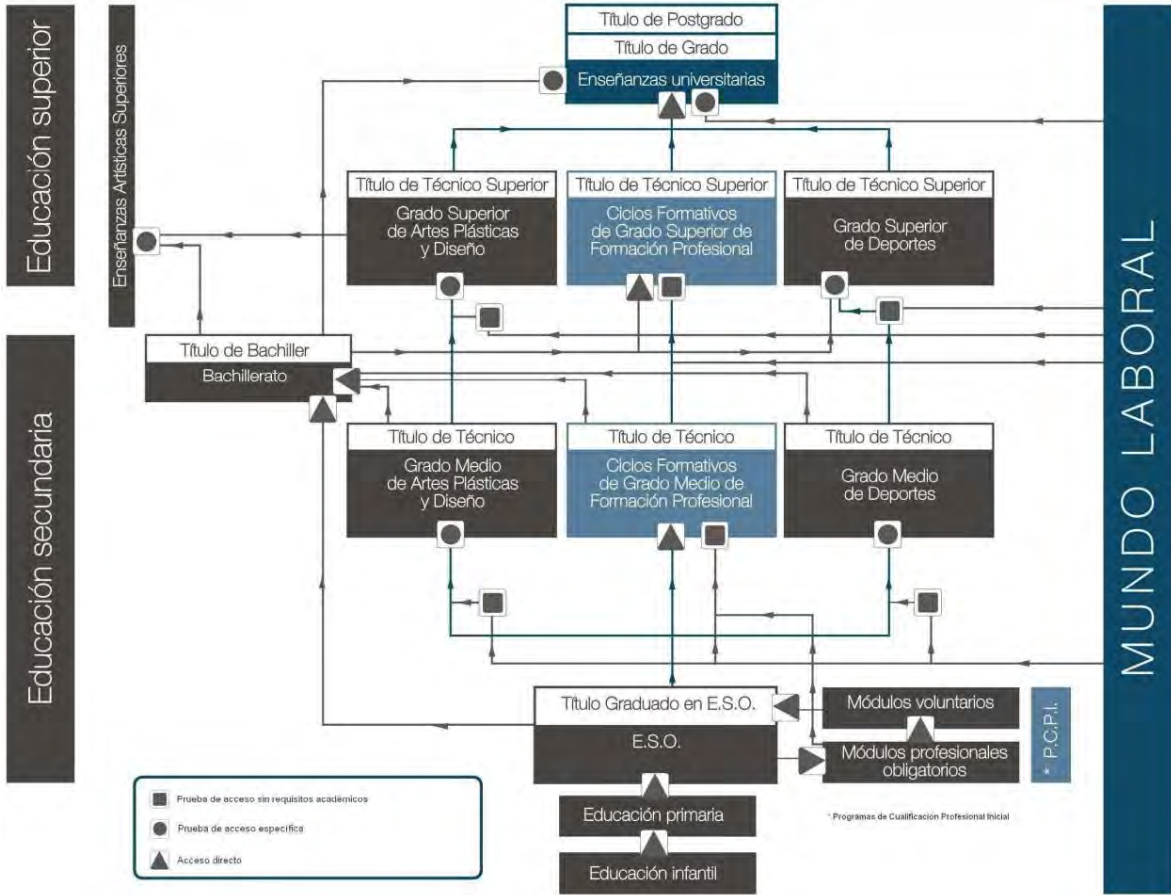 Educación superior
Enseñanzas Artísticas Superiores
Título de Postgrado
Título de Grado
Enseñanzas universitarias
Título de Técnico Superior
Grado Superior
de Artes Plásticas
y Diseño
Título de Técnico Superior
Ciclos Formativos
de Grado Superior de
Formación Profesional
Título de Técnico Superior
Grado Superior
de Deportes
MUNDO LABORAL
Educación secundaria
Título de Bachiller
Bachillerato
Título de Técnico
Grado Medio
de Artes Plásticas
y Diseño
Título de Técnico
Ciclos Formativos
de Grado Medio de
Formación Profesional
Título de Técnico
Grado Medio
de Deportes
Título Graduado en E.S.O.
E.S.O.
Módulos voluntarios
Módulos profesionales
obligatorios
* P.C.P.I.
Educación primaria
Educación infantil
* Programas de Cualificación Profesional Inicial
Prueba de acceso sin requisitos académicos
Prueba de acceso específica
Acceso directo